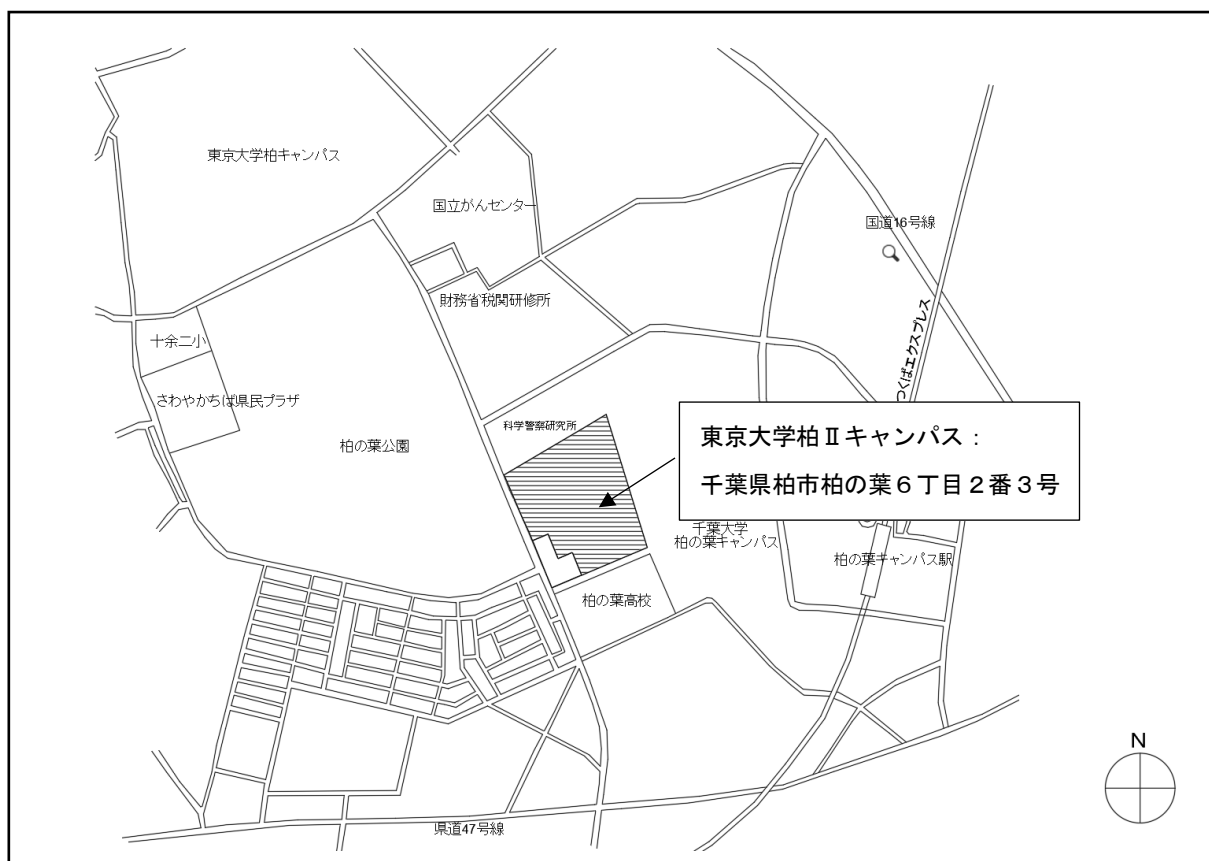 東京大学柏キャンパス
国立がんセンター
国道16号線
財務省税関研修所
つくばエクスプレス
十余二小
さわやかちば県民プラザ
柏の葉公園
科学警察研究所
東京大学柏Ⅱキャンパス：
千葉県柏市柏の葉６丁目２番３号
千葉大学
柏の葉キャンパス
柏の葉キャンパス駅
柏の葉高校
N
県道47号線